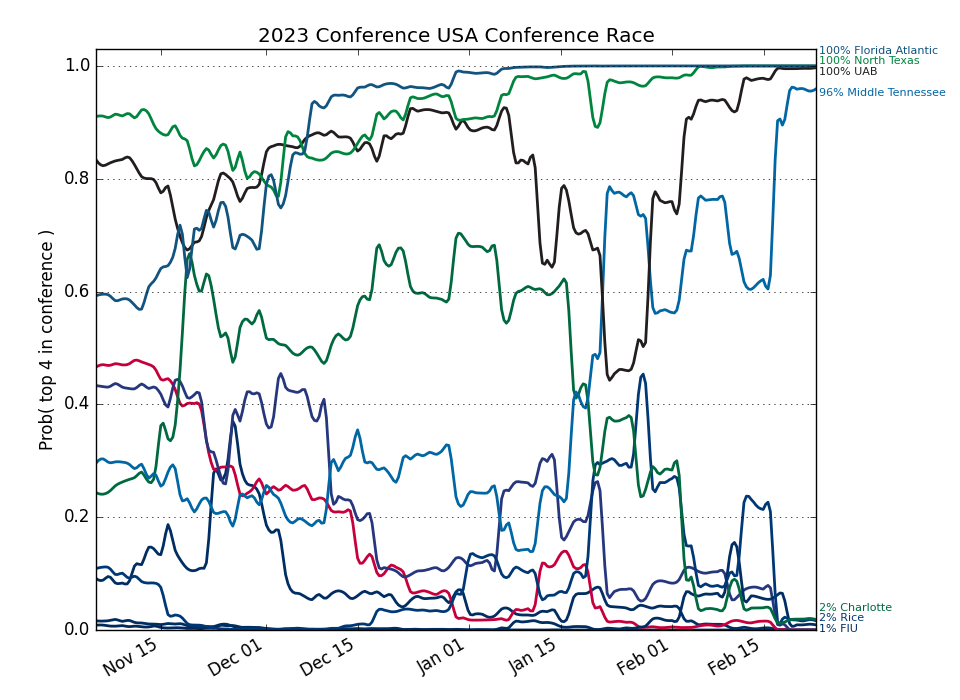 2023 Conference USA Conference Race
Prob( top 4 in conference )
1.0
0.8
0.6
0.4
0.2
0.0
Nov 15
Dec 01
Dec 15
Jan 01
Jan 15
Feb 01
Feb 15
100% Florida Atlantic
100% North Texas
100% UAB
96% Middle Tennessee
2% Charlotte
2% Rice
1% FIU